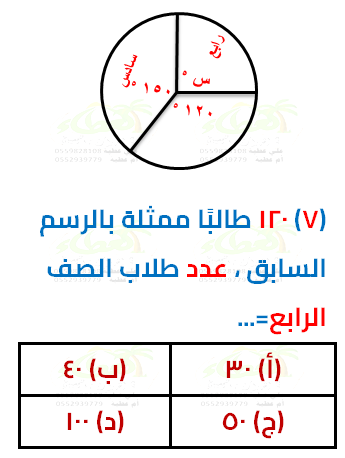 رابع
سادس
س °
١٥٠ °
١٢٠ °
(٧) ١٢٠ طالبًا ممثلة بالرسم
السابق ، عدد طلاب الصف
الرابع=...
(أ) ٣٠ (ب) ٤٠
(ج) ٥٠ (د) ١٠٠